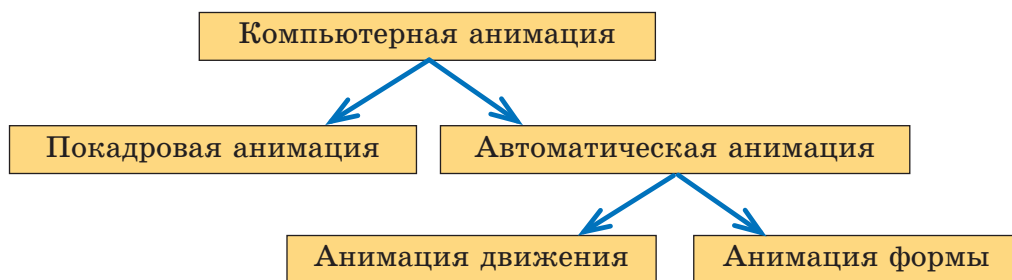 Компьютерная анимация
Покадровая анимация
Автоматическая анимация
Анимация движения
Анимация формы